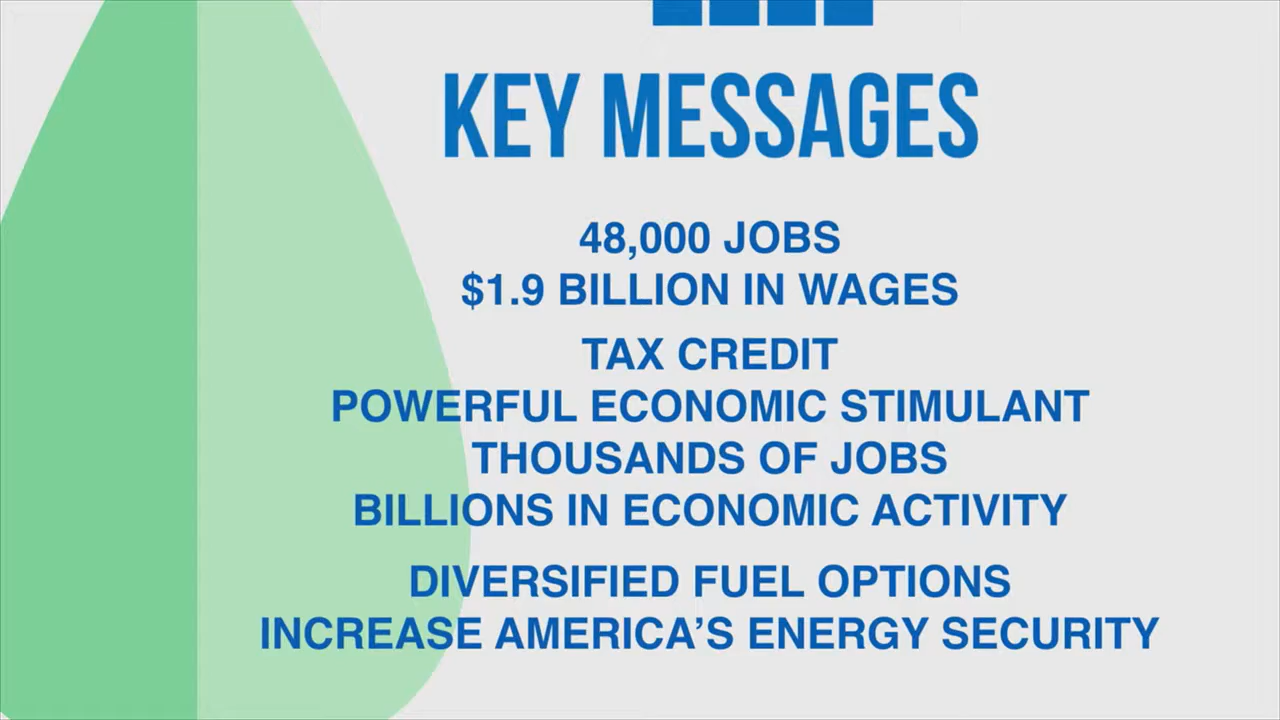 KEY MESSAGES
48,000 JOBS
$1.9 BILLION IN WAGES
TAX CREDIT
POWERFUL ECONOMIC STIMULANT
THOUSANDS OF JOBS
BILLIONS IN ECONOMIC ACTIVITY
DIVERSIFIED FUEL OPTIONS
INCREASE AMERICA’S ENERGY SECURITY